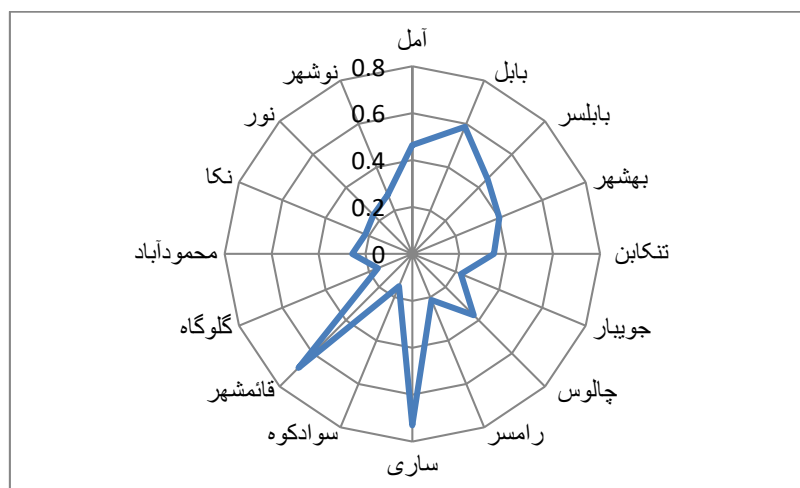 آمل
بابل
بابلسر
بهشهر
تنکابن
جویبار
چالوس
رامسر
ساری
سوادکوه
قائمشهر
گلوگاه
محمودآباد
نکا
نور
نوشهر
0.8
0.6
0.4
0.2
0